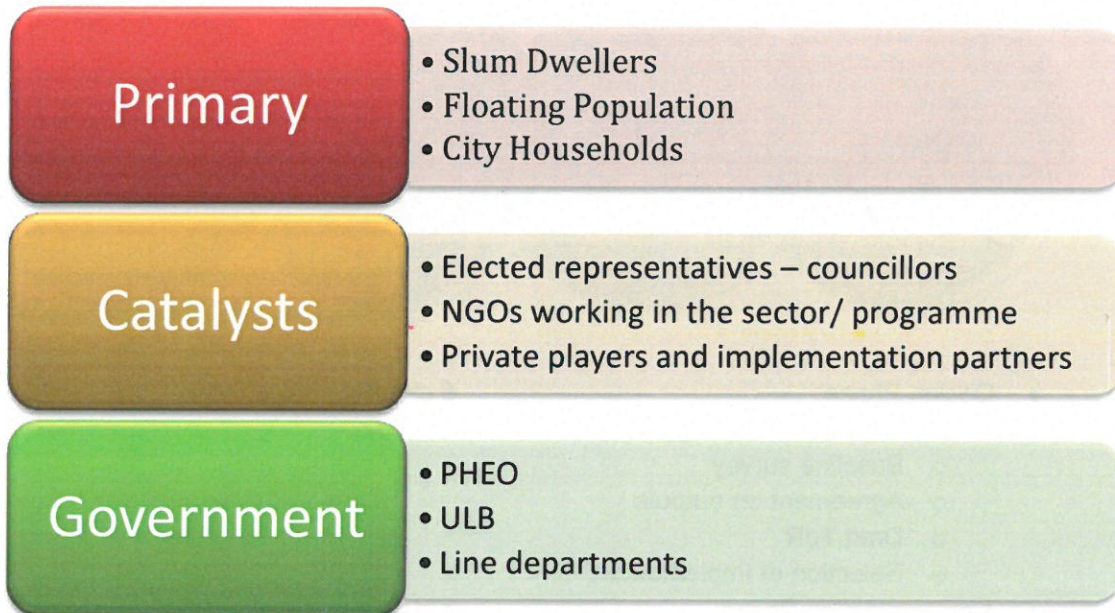 Primary
• Slum Dwellers
• Floating Population
• City Households
Catalysts
• Elected representatives – councillors
• NGOs working in the sector/ programme
• Private players and implementation partners
Government
• PHEO
• ULB
• Line departments